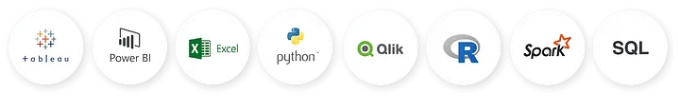 tableau
Power BI
Excel
python
Qlik
R
Spark
SQL